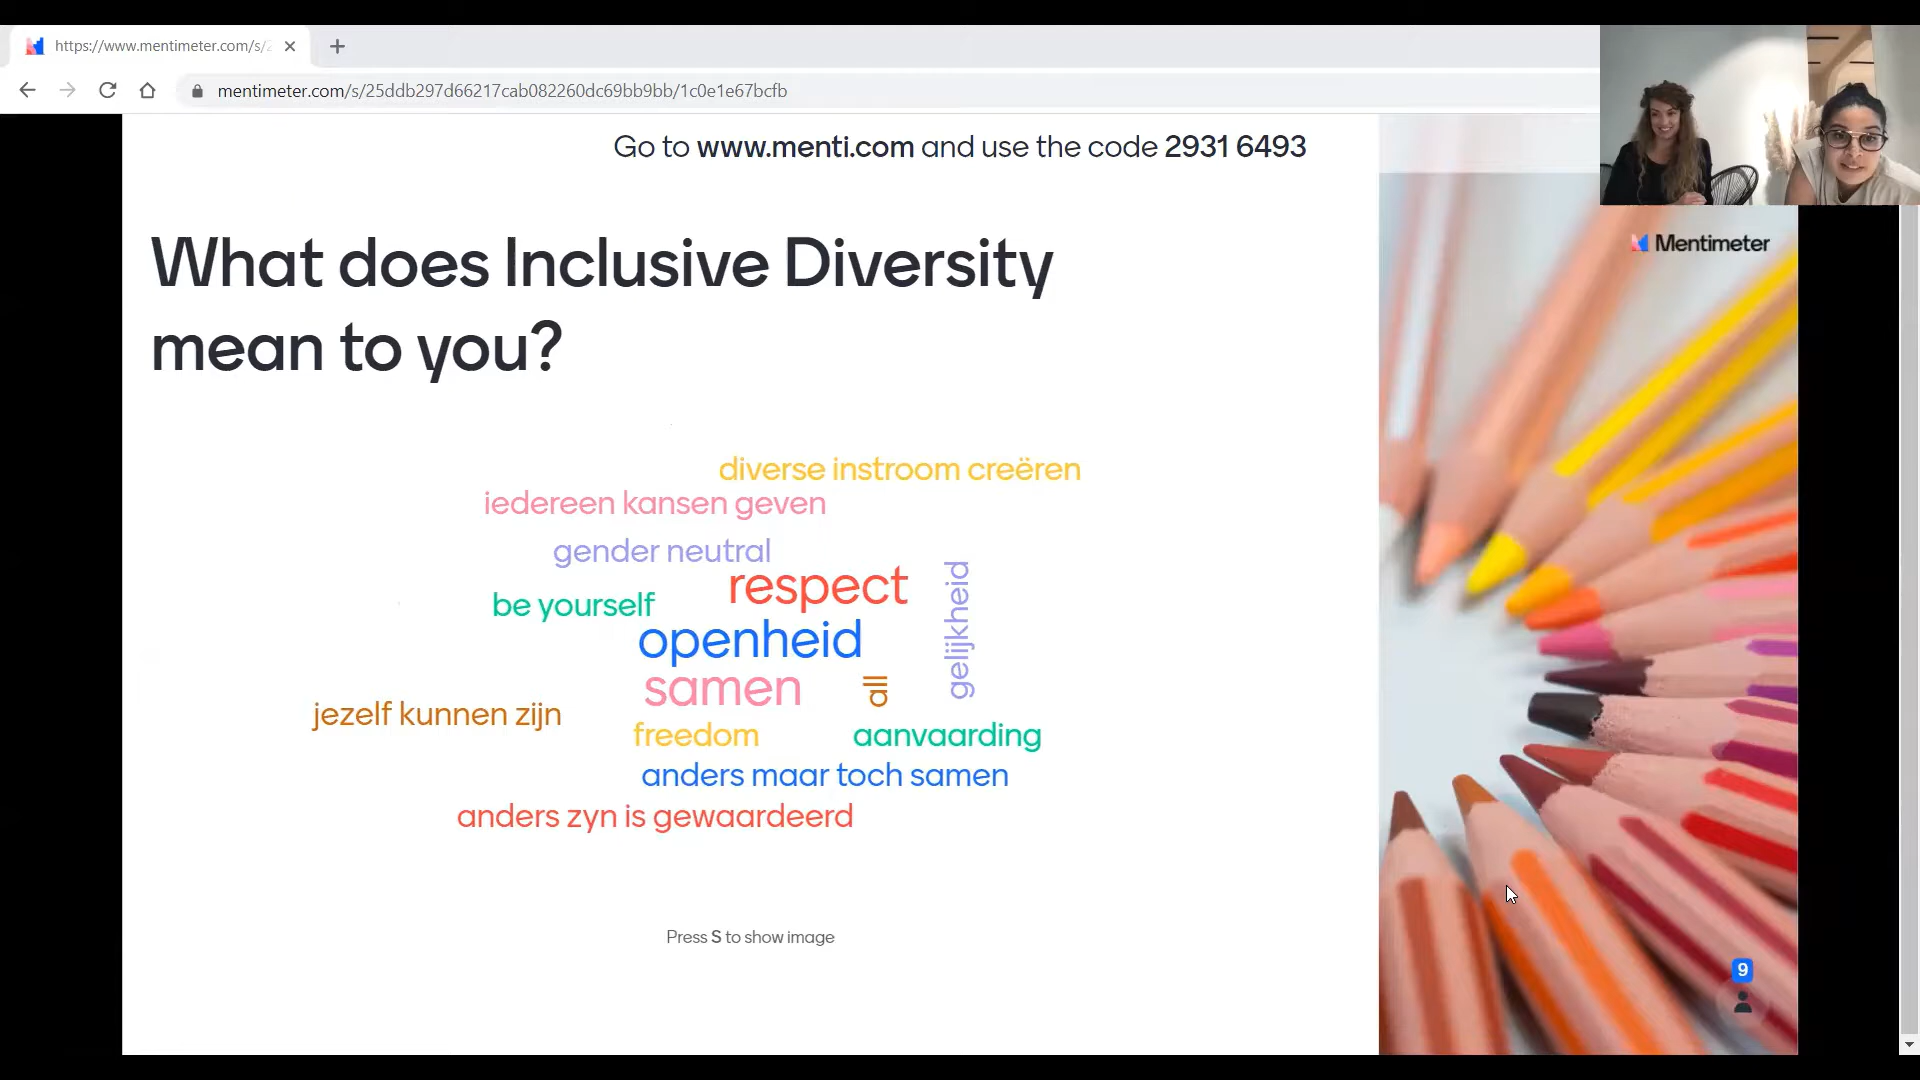 https://www.mentimeter.com/s/2
mentimeter.com/s/25ddb297d66217cab082260dc69bb9bb/1c0e1e67bcfb
Go to www.menti.com and use the code 2931 6493
Mentimeter
What does Inclusive Diversity
mean to you?
diverse instroom creëren
iedereen kansen geven
gender neutral
respect
gelijkheid
be yourself
openheid
samen
all
jezelf kunnen zijn
freedom
aanvaarding
anders maar toch samen
anders zyn is gewaardeerd
Press S to show image
9